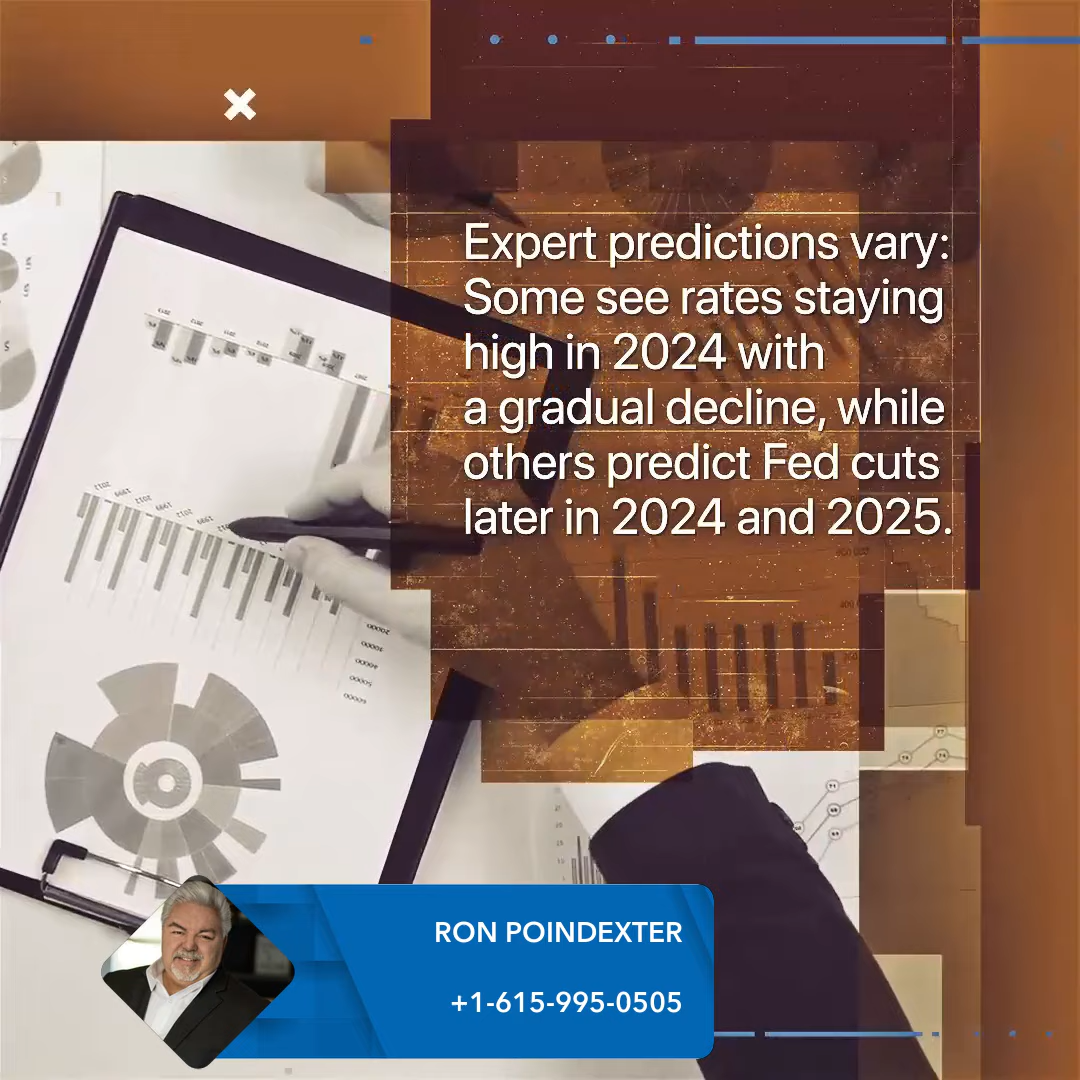 Expert predictions vary:
Some see rates staying
high in 2024 with
a gradual decline, while
others predict Fed cuts
later in 2024 and 2025.
RON POINDEXTER
+1-615-995-0505